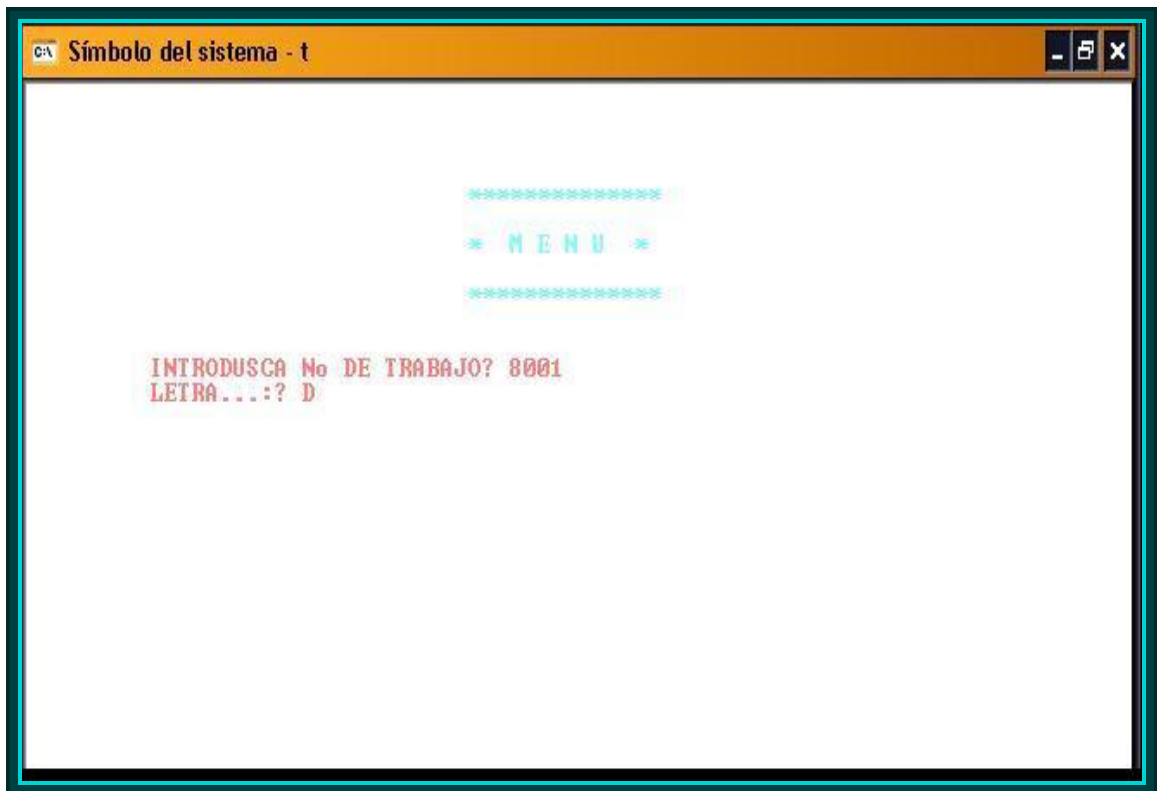 Símbolo del sistema - t
**************
* M E N U *
**************
INTRODUSCA No DE TRABAJO? 8001
LETRA...:? D